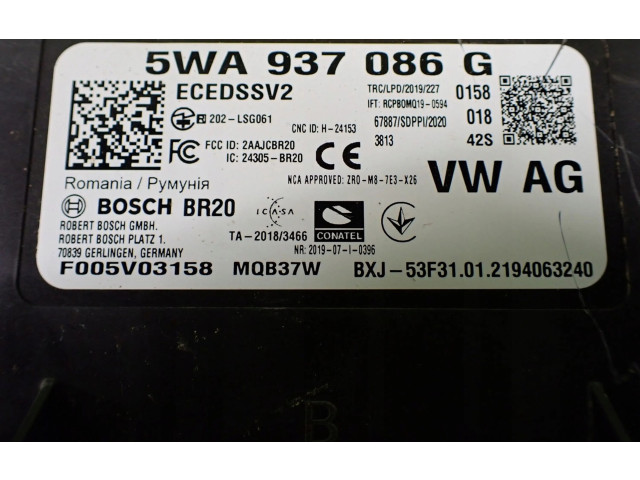 5WA 937 086 G
ECEDSSV2
TRC/LPD/2019/227 0158
IFT: RCPBOMQ19-0594
R 202-LSG061
CNC ID: H-24153
67887/SDPPI/2020 018
3813 42S
FCC ID: 2AAJCBR20
IC: 24305-BR20
CE
NCA APPROVED: ZRO-M8-7E3-X26
VW AG
Romania / Румунія
BOSCH BR20
ROBERT BOSCH GMBH.
ROBERT BOSCH PLATZ 1.
70839 GERLINGEN, GERMANY
ICASA
TA-2018/3466
CONATEL
NR: 2019-07-I-0396
F005V03158 MQB37W BXJ-53F31.01.2194063240
B